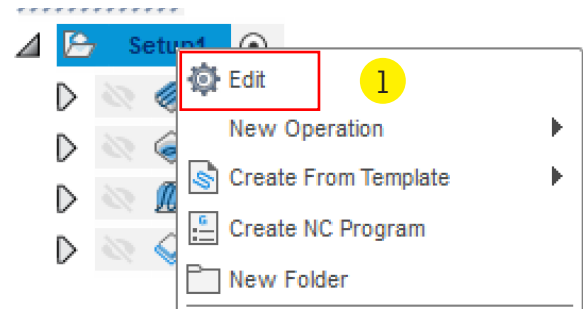 Setup1
Edit
1
New Operation
Create From Template
Create NC Program
New Folder